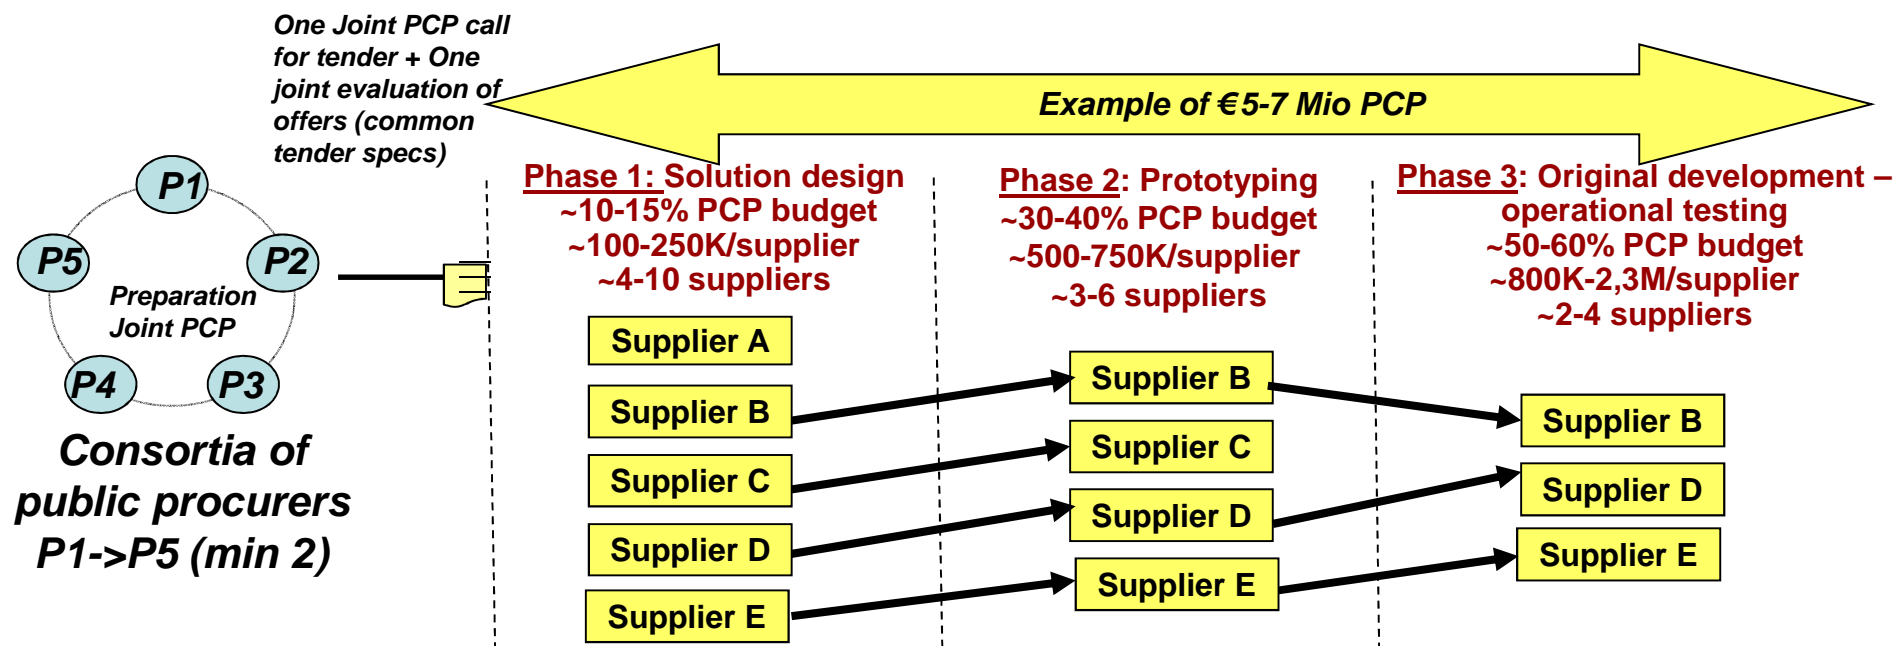 One Joint PCP call
for tender + One
joint evaluation of
offers (common
tender specs)
Example of €5-7 Mio PCP
P1
P2
P3
P4
P5
Preparation
Joint PCP
Consortia of
public procurers
P1->P5 (min 2)
Phase 1: Solution design
~10-15% PCP budget
~100-250K/supplier
~4-10 suppliers
Supplier A
Supplier B
Supplier C
Supplier D
Supplier E
Phase 2: Prototyping
~30-40% PCP budget
~500-750K/supplier
~3-6 suppliers
Supplier B
Supplier C
Supplier D
Supplier E
Phase 3: Original development –
operational testing
~50-60% PCP budget
~800K-2,3M/supplier
~2-4 suppliers
Supplier B
Supplier D
Supplier E